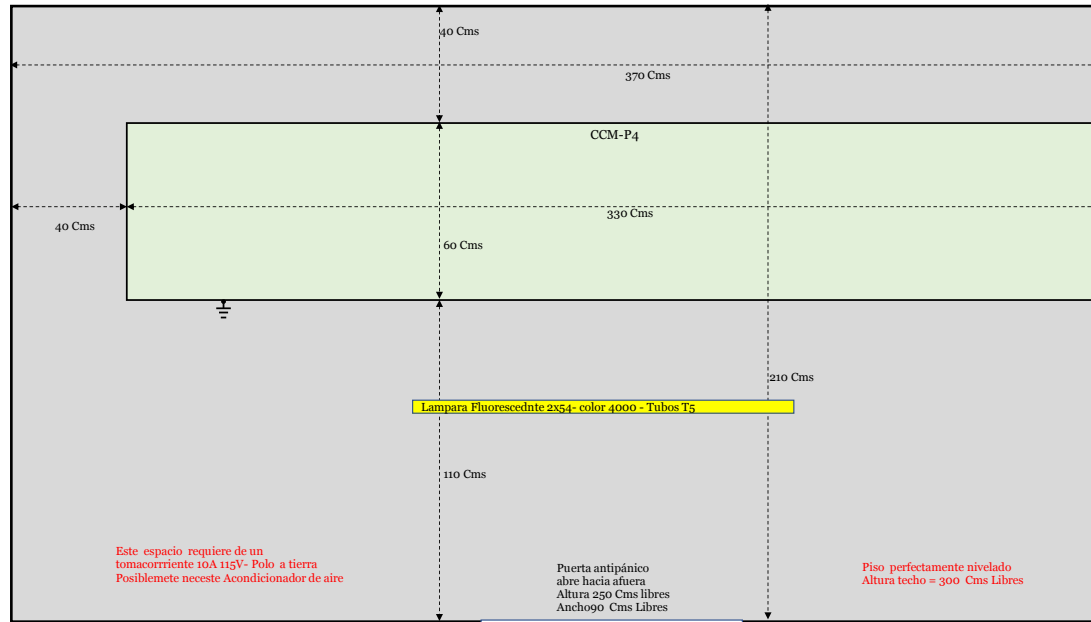 40 Cms
370 Cms
CCM-P4
330 Cms
40 Cms
60 Cms
210 Cms
Lampara Fluorescednte 2x54- color 4000 - Tubos T5
110 Cms
Este espacio requiere de un
tomacorrriente 10A 115V- Polo a tierra
Posiblemete neceste Acondicionador de aire
Puerta antipánico
abre hacia afuera
Altura 250 Cms libres
Ancho90 Cms Libres
Piso perfectamente nivelado
Altura techo = 300 Cms Libres